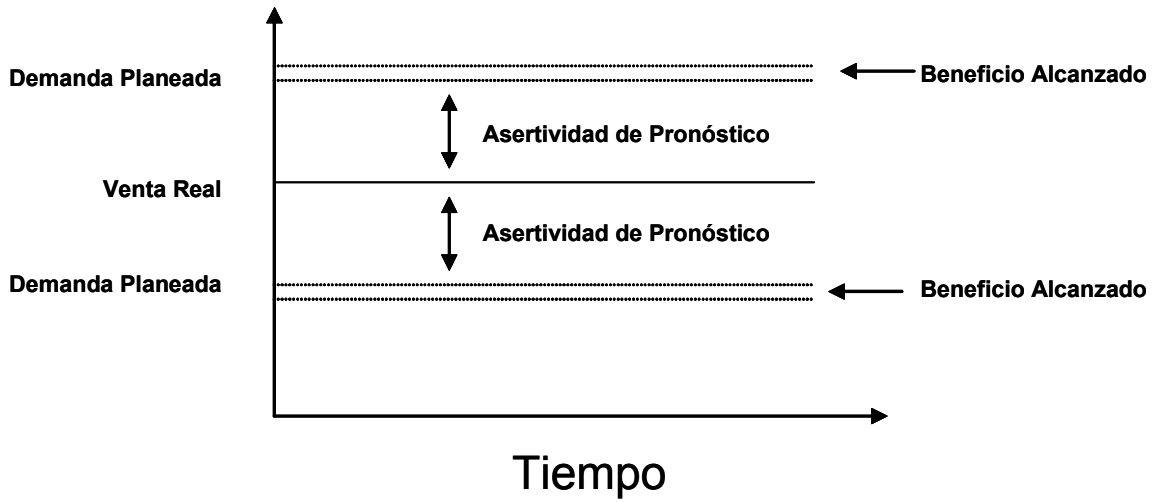 Demanda Planeada
Beneficio Alcanzado
Asertividad de Pronóstico
Venta Real
Asertividad de Pronóstico
Demanda Planeada
Beneficio Alcanzado
Tiempo